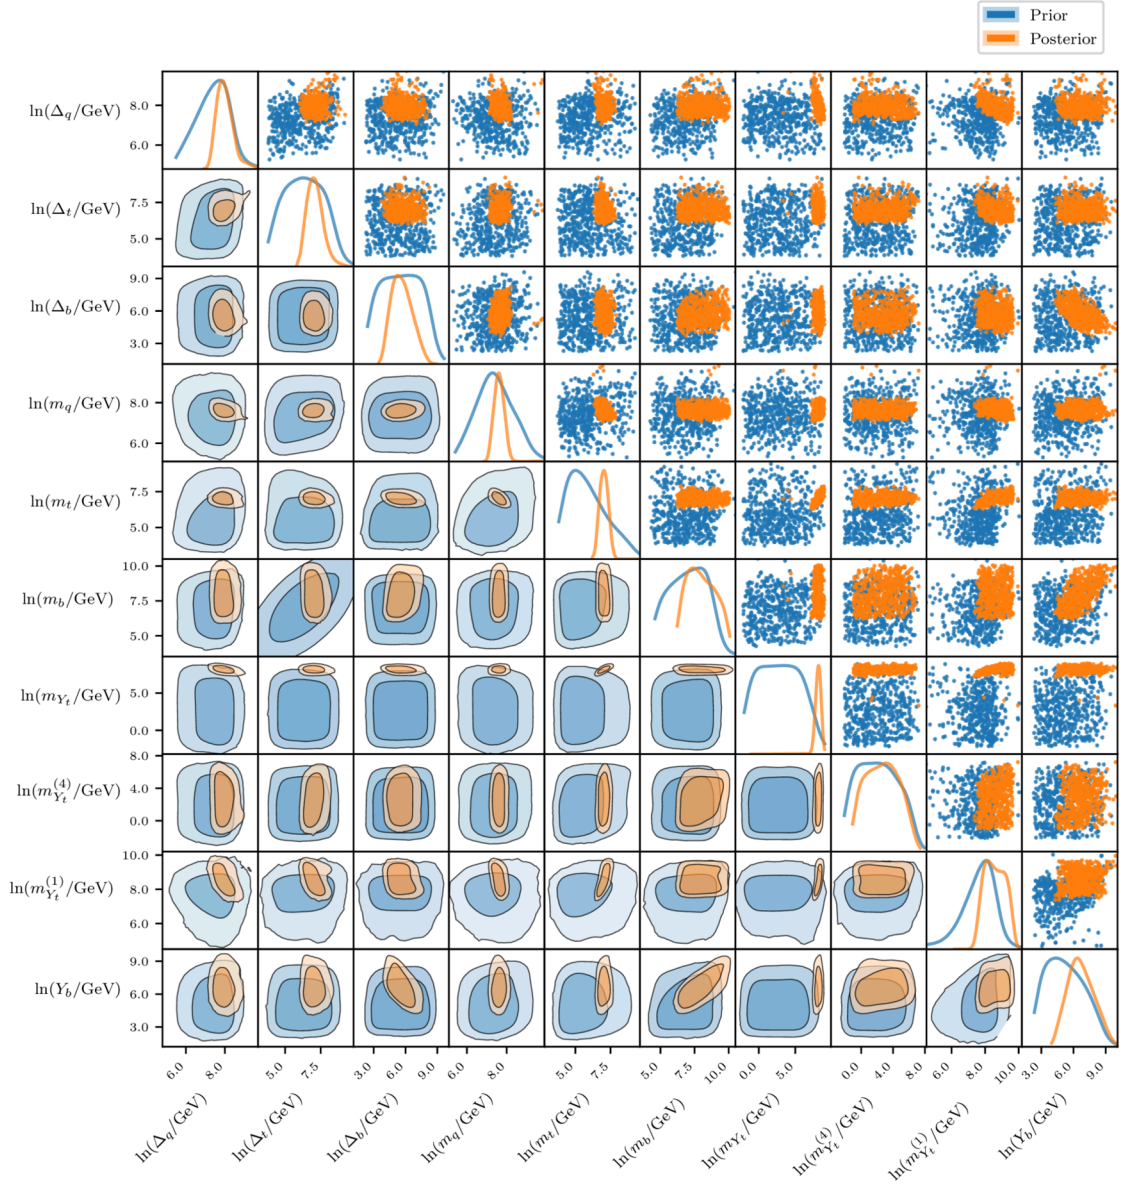 Prior
Posterior
ln(Δ_q/GeV)
8.0
6.0
ln(Δ_t/GeV)
7.5
5.0
ln(Δ_b/GeV)
9.0
6.0
3.0
ln(m_q/GeV)
8.0
6.0
ln(m_t/GeV)
7.5
5.0
ln(m_b/GeV)
10.0
7.5
5.0
ln(m_{Y_t}/GeV)
5.0
0.0
ln(m_{Y_t}^{(4)}/GeV)
8.0
4.0
0.0
ln(m_{Y_t}^{(1)}/GeV)
10.0
8.0
6.0
ln(Y_b/GeV)
9.0
6.0
3.0
6.0 8.0 5.0 7.5 3.0 6.0 9.0 6.0 8.0 5.0 7.5 5.0 7.5 10.0 0.0 5.0 0.0 4.0 8.0 6.0 8.0 10.0 3.0 6.0 9.0
ln(Δ_q/GeV) ln(Δ_t/GeV) ln(Δ_b/GeV) ln(m_q/GeV) ln(m_t/GeV) ln(m_b/GeV) ln(m_{Y_t}/GeV) ln(m_{Y_t}^{(4)}/GeV) ln(m_{Y_t}^{(1)}/GeV) ln(Y_b/GeV)